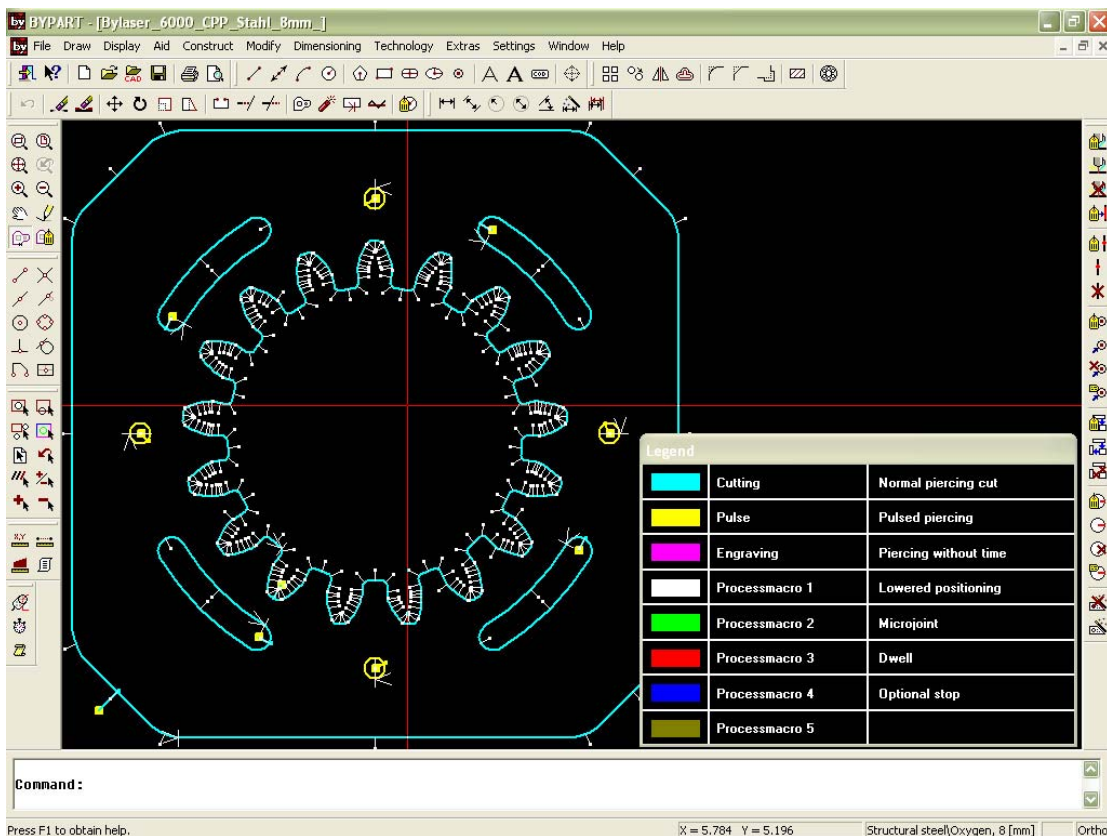 by BYPART - [Bylaser_6000_CPP_Stahl_8mm_]
by File Draw Display Aid Construct Modify Dimensioning Technology Extras Settings Window Help
CAD A A
X,Y
Legend
Cutting Normal piercing cut
Pulse Pulsed piercing
Engraving Piercing without time
Processmacro 1 Lowered positioning
Processmacro 2 Microjoint
Processmacro 3 Dwell
Processmacro 4 Optional stop
Processmacro 5
Command:
Press F1 to obtain help. X = 5.784 Y = 5.196 Structural steel\Oxygen, 8 [mm] Ortho